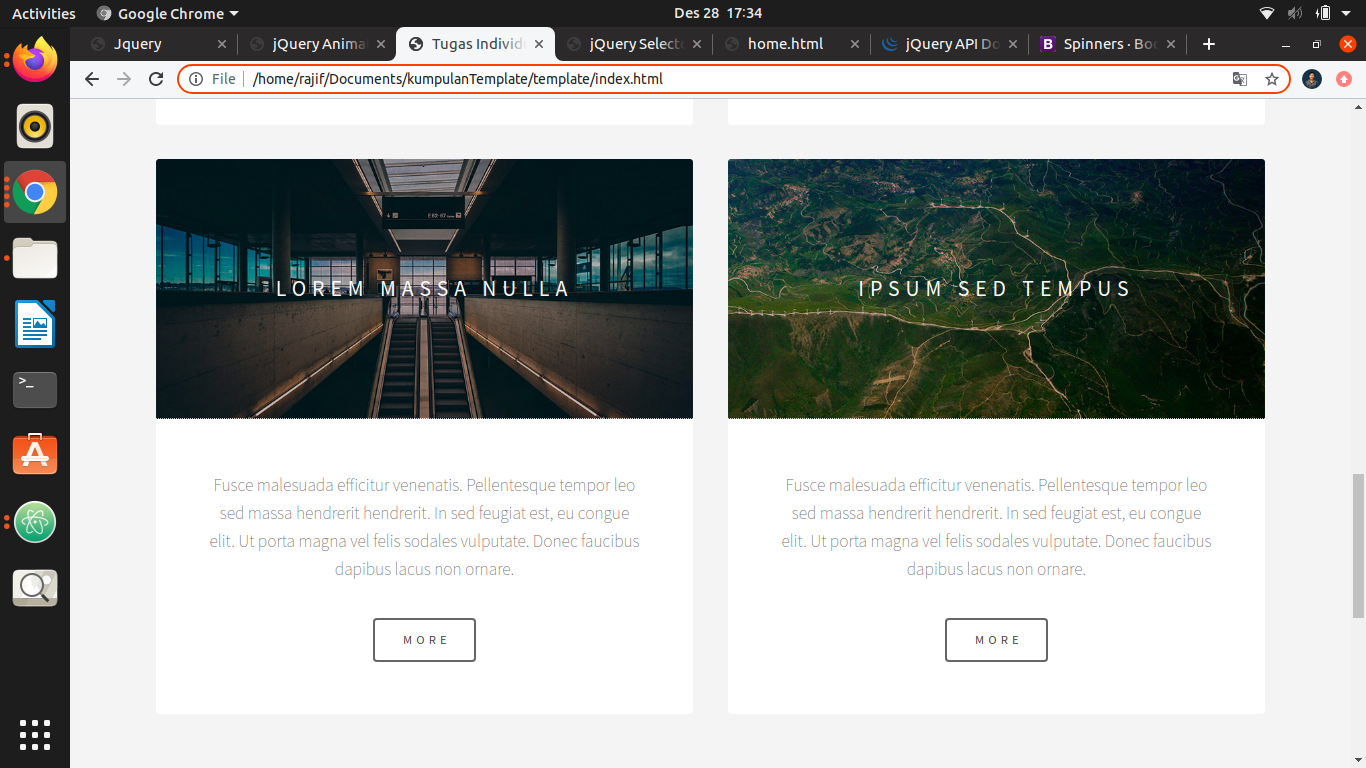 Activities
Google Chrome
Des 28 17:34
Jquery
jQuery Anima
Tugas Individ
jQuery Selecto
home.html
jQuery API Do
B Spinners · Boo
File
/home/rajif/Documents/kumpulanTemplate/template/index.html
LOREM MASSA NULLA
Fusce malesuada efficitur venenatis. Pellentesque tempor leo
sed massa hendrerit hendrerit. In sed feugiat est, eu congue
elit. Ut porta magna vel felis sodales vulputate. Donec faucibus
dapibus lacus non ornare.
MORE
IPSUM SED TEMPUS
Fusce malesuada efficitur venenatis. Pellentesque tempor leo
sed massa hendrerit hendrerit. In sed feugiat est, eu congue
elit. Ut porta magna vel felis sodales vulputate. Donec faucibus
dapibus lacus non ornare.
MORE